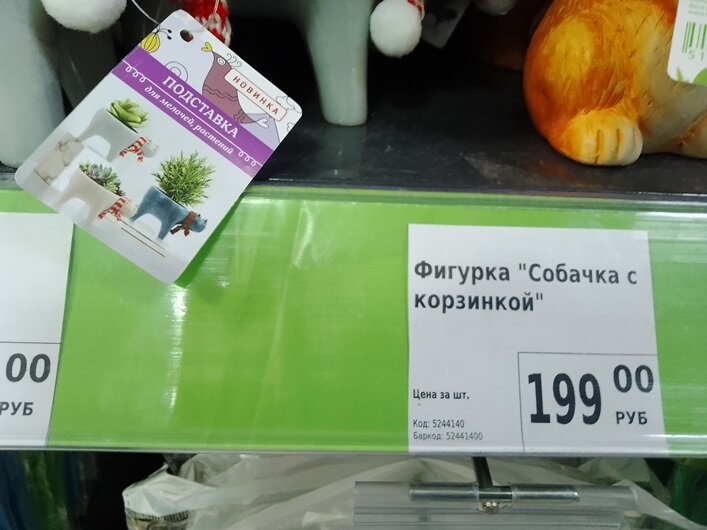 НОВИНКА
ПОДСТАВКА
для мелочей, растений
00
РУБ
Фигурка "Собачка с
корзинкой"
Цена за шт.
199 00
РУБ
Код: 5244140
Баркод: 52441400